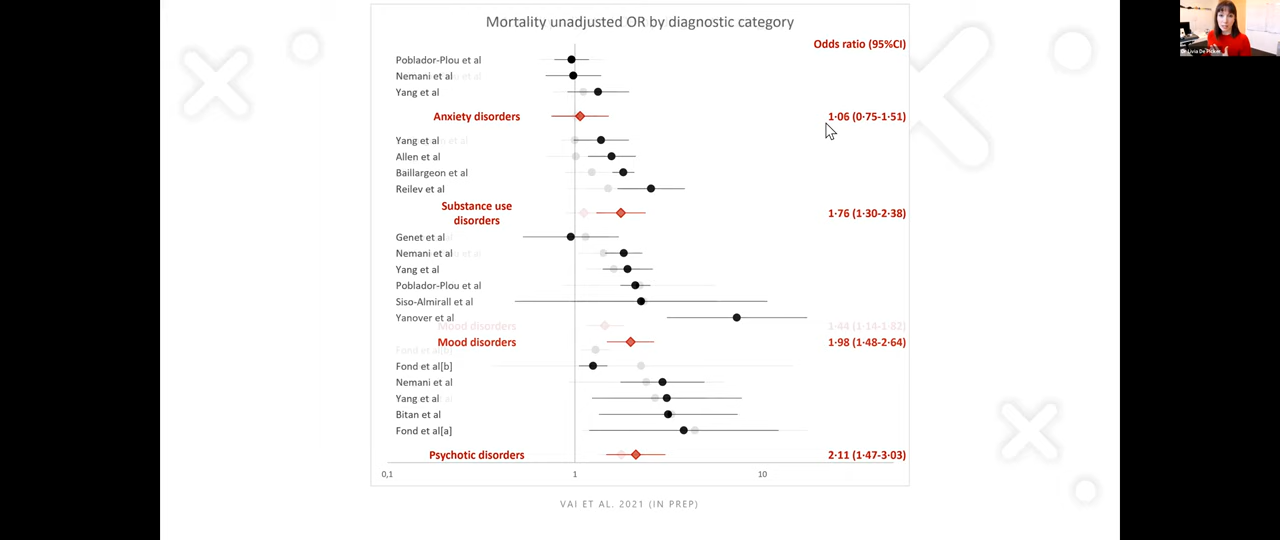 Mortality unadjusted OR by diagnostic category
Odds ratio (95%CI)
Poblador-Plou et al
Nemani et al
Yang et al
Anxiety disorders 1·06 (0·75-1·51)
Yang et al
Allen et al
Baillargeon et al
Reilev et al
Substance use
disorders 1·76 (1·30-2·38)
Genet et al
Nemani et al
Yang et al
Poblador-Plou et al
Siso-Almirall et al
Yanover et al
Mood disorders 1·44 (1·14-1·82)
Mood disorders 1·98 (1·48-2·64)
Fond et al[b]
Nemani et al
Yang et al
Bitan et al
Fond et al[a]
Psychotic disorders 2·11 (1·47-3·03)
0,1 1 10
VAI ET AL. 2021 (IN PREP)
Livia De Picker